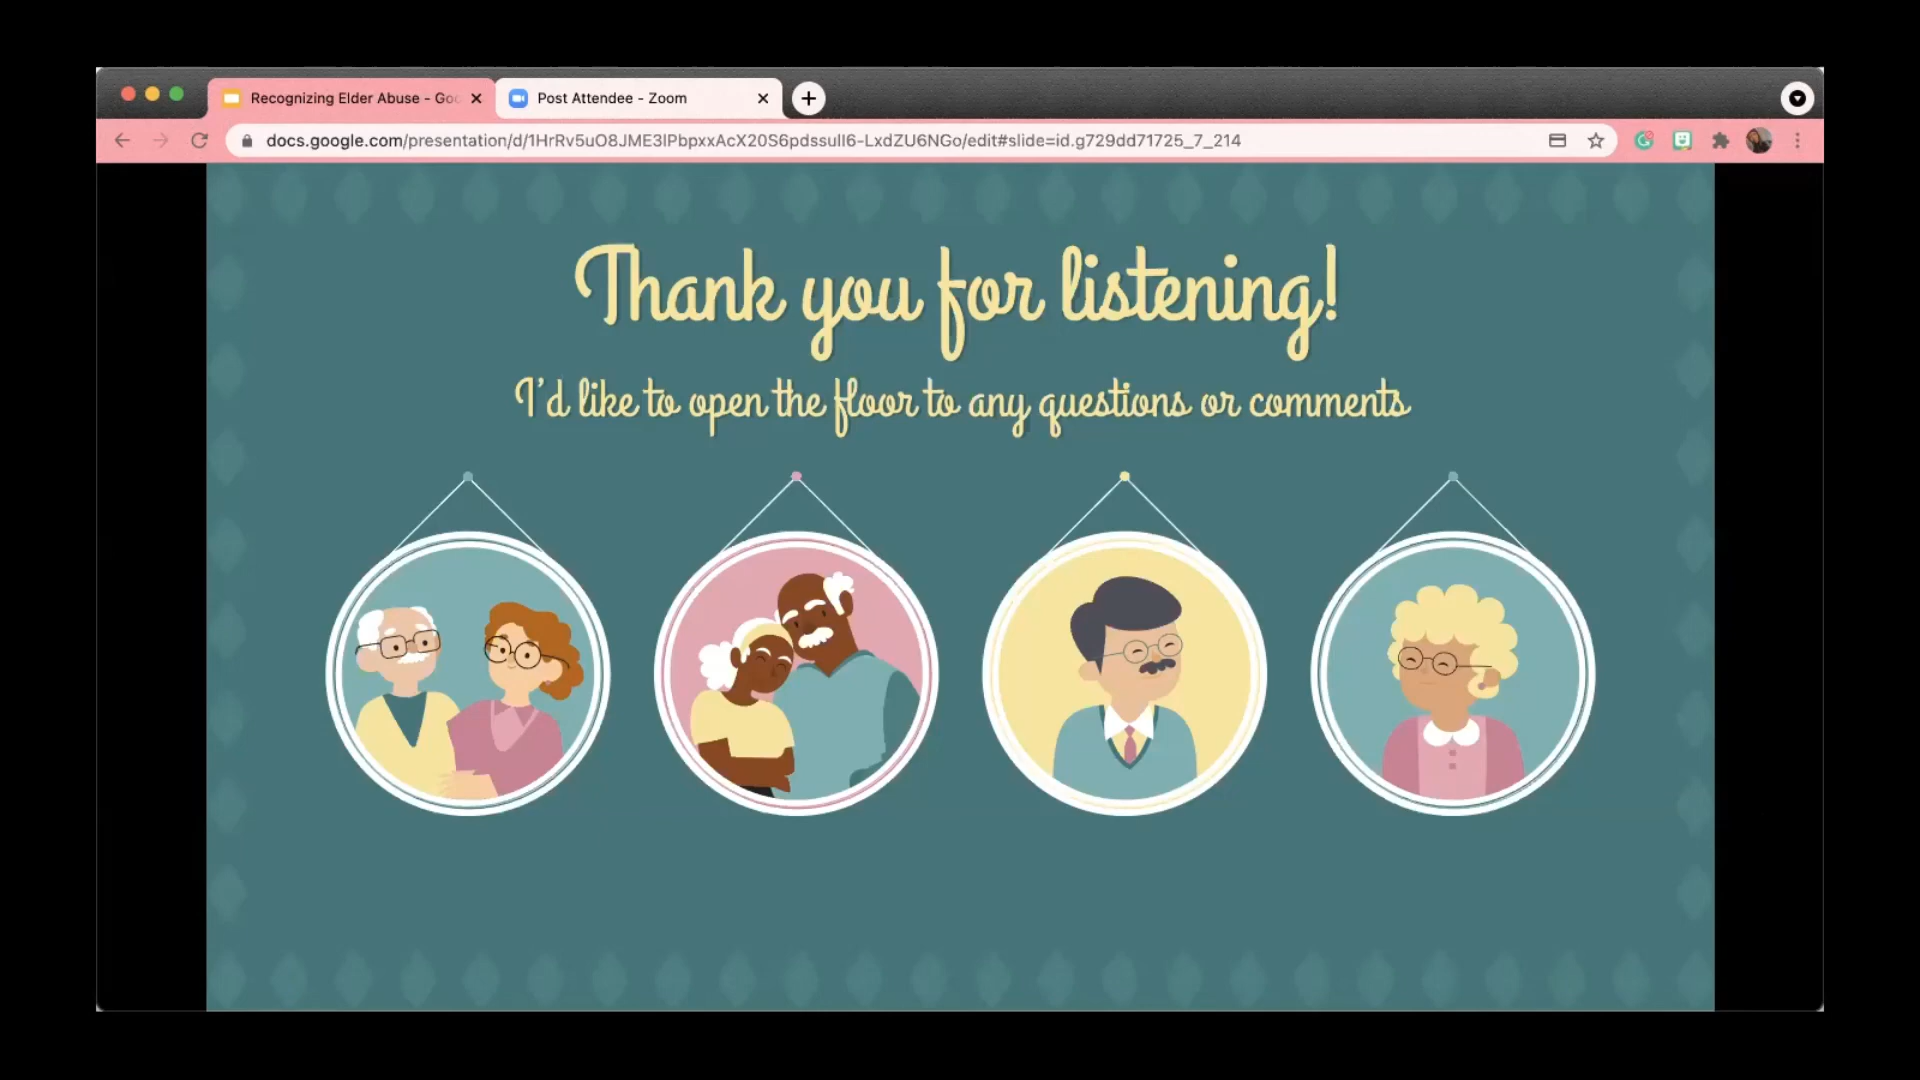 Recognizing Elder Abuse - Goo
Post Attendee - Zoom
docs.google.com/presentation/d/1HrRv5uO8JME3lPbpxxAcX20S6pdssuIl6-LxdZU6NGo/edit#slide=id.g729dd71725_7_214
Thank you for listening!
I'd like to open the floor to any questions or comments